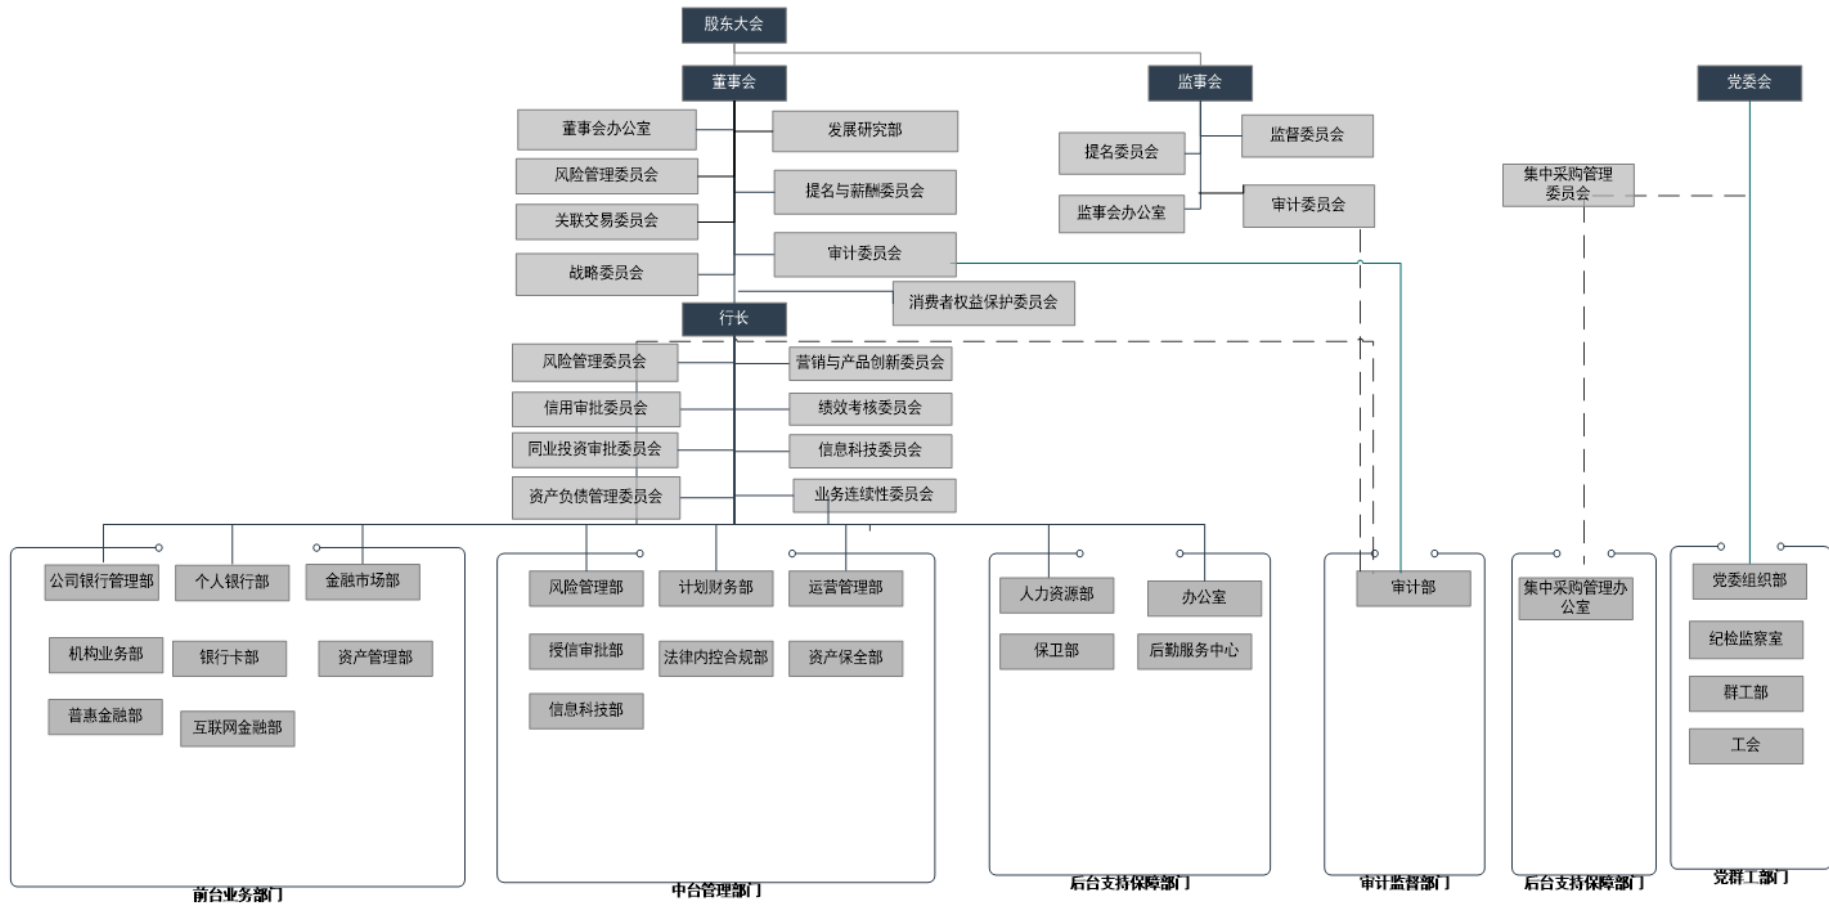 股东大会
董事会
监事会
党委会
董事会办公室
发展研究部
风险管理委员会
提名与薪酬委员会
关联交易委员会
审计委员会
战略委员会
消费者权益保护委员会
提名委员会
监督委员会
监事会办公室
审计委员会
集中采购管理
委员会
行长
风险管理委员会
营销与产品创新委员会
信用审批委员会
绩效考核委员会
同业投资审批委员会
信息科技委员会
资产负债管理委员会
业务连续性委员会
公司银行管理部
个人银行部
金融市场部
机构业务部
银行卡部
资产管理部
普惠金融部
互联网金融部
前台业务部门
风险管理部
计划财务部
运营管理部
授信审批部
法律内控合规部
资产保全部
信息科技部
中台管理部门
人力资源部
办公室
保卫部
后勤服务中心
后台支持保障部门
审计部
审计监督部门
集中采购管理办
公室
后台支持保障部门
党委组织部
纪检监察室
群工部
工会
党群工部门